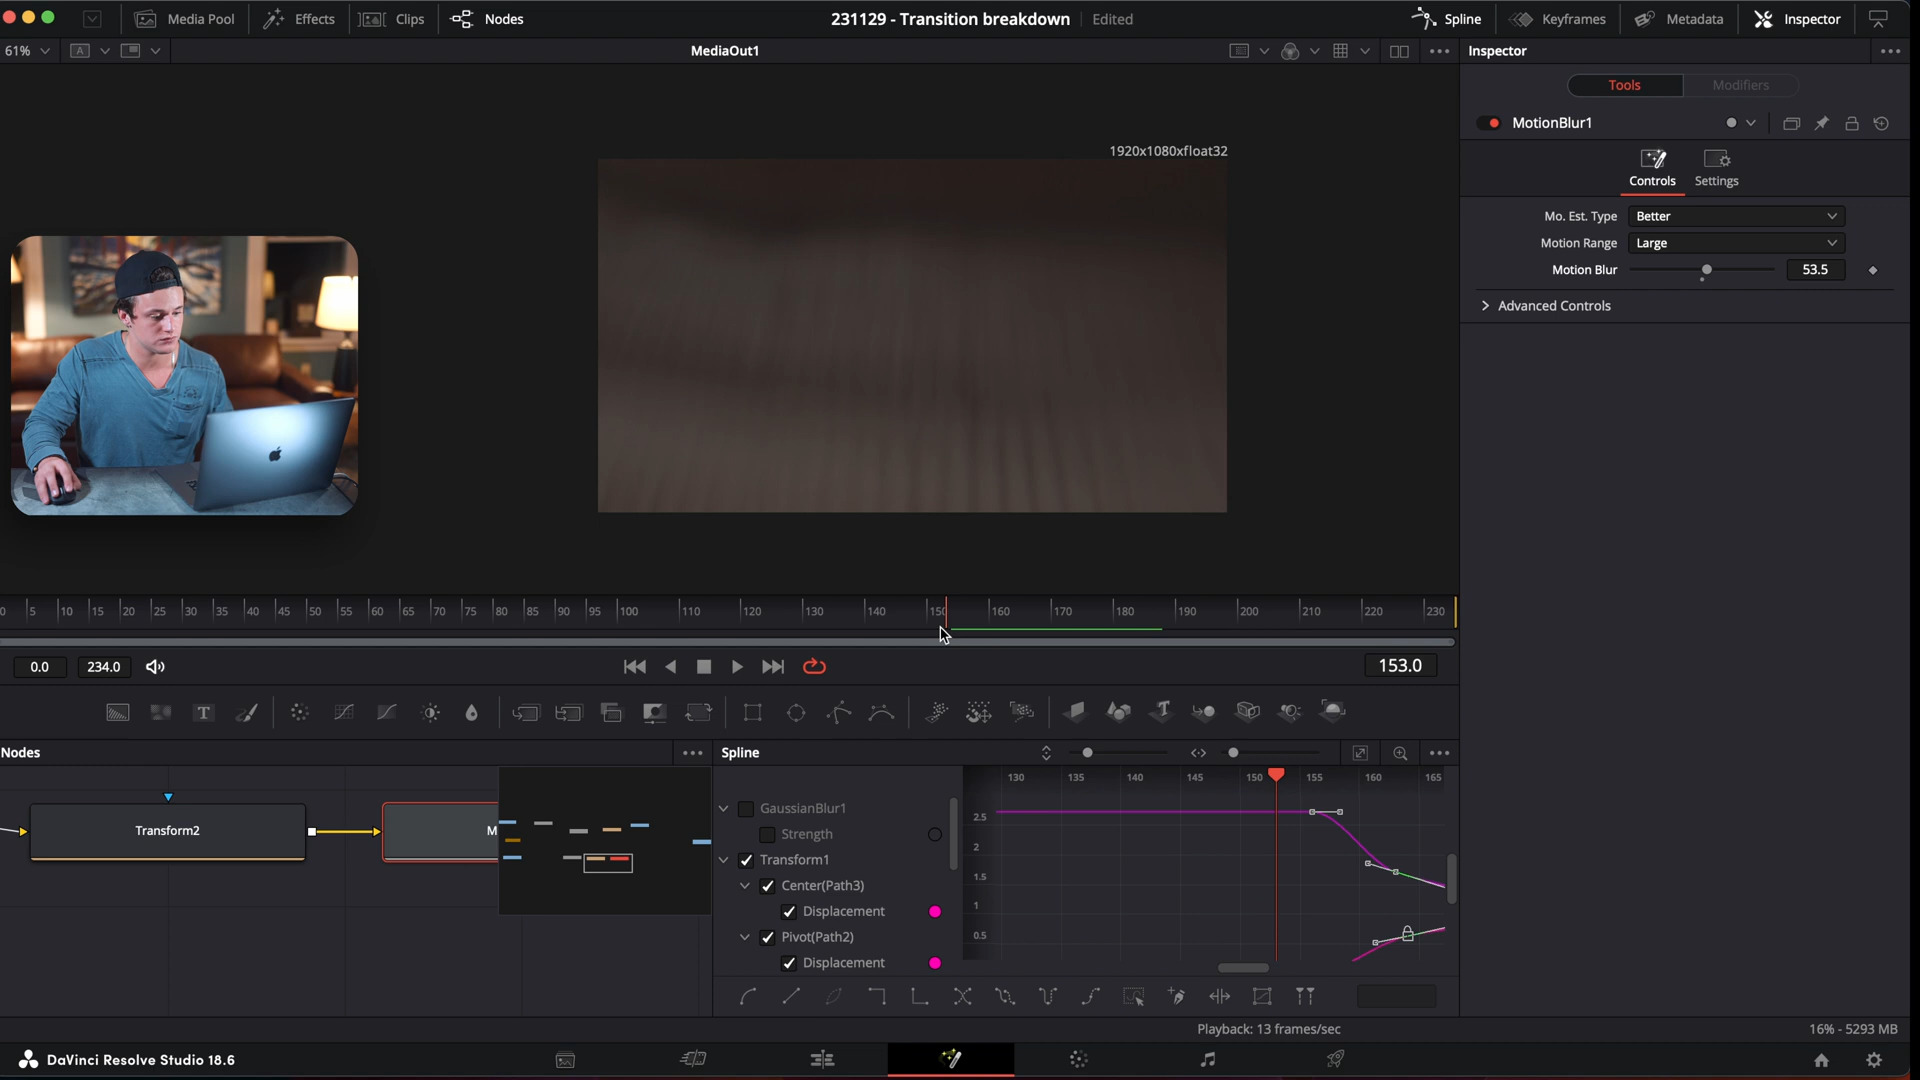 Media Pool
Effects
Clips
Nodes
231129 - Transition breakdown
Edited
Spline
Keyframes
Metadata
Inspector
61%
A
MediaOut1
Inspector
Tools
Modifiers
MotionBlur1
1920x1080xfloat32
Controls
Settings
Mo. Est. Type
Better
Motion Range
Large
Motion Blur
53.5
Advanced Controls
0 5 10 15 20 25 30 35 40 45 50 55 60 65 70 75 80 85 90 95 100 110 120 130 140 150 160 170 180 190 200 210 220 230
0.0
234.0
153.0
T
T
Nodes
Spline
130 135 140 145 150 155 160 165
GaussianBlur1
Strength
Transform1
Center(Path3)
Displacement
Pivot(Path2)
Displacement
2.5
2
1.5
1
0.5
Transform2
M
Playback: 13 frames/sec
16% - 5293 MB
DaVinci Resolve Studio 18.6